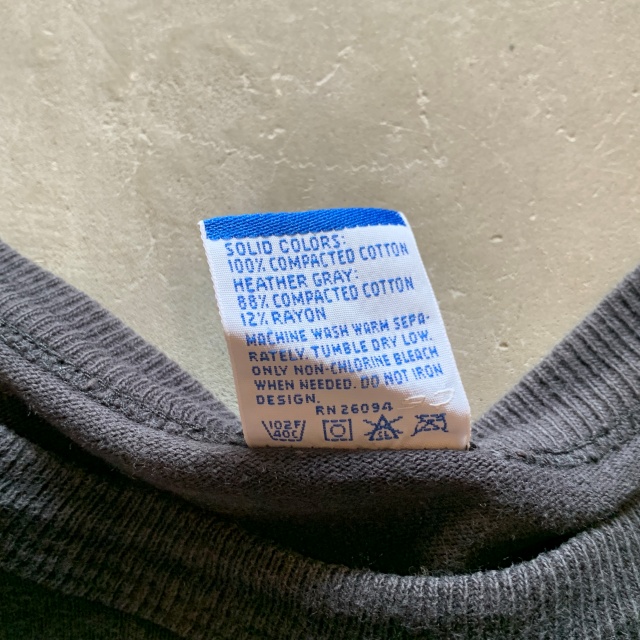 SOLID COLORS:
100% COMPACTED COTTON
HEATHER GRAY:
88% COMPACTED COTTON
12% RAYON
MACHINE WASH WARM SEPA-
RATELY. TUMBLE DRY LOW.
ONLY NON-CHLORINE BLEACH
WHEN NEEDED. DO NOT IRON
DESIGN.
RN 26094
102F
40C CL